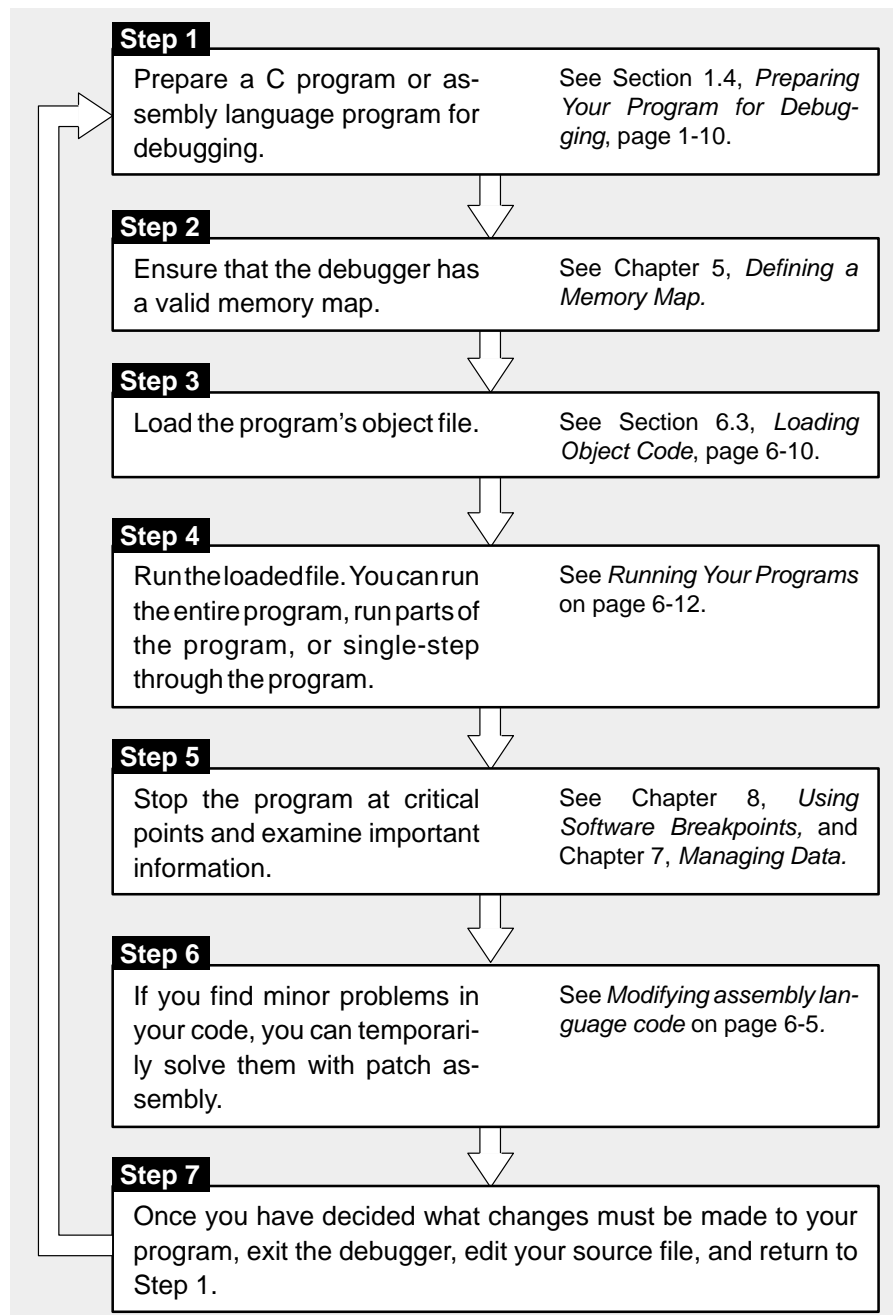 Step 1
Prepare a C program or as-
sembly language program for
debugging.
See Section 1.4, Preparing
Your Program for Debug-
ging, page 1-10.
Step 2
Ensure that the debugger has
a valid memory map.
See Chapter 5, Defining a
Memory Map.
Step 3
Load the program’s object file.
See Section 6.3, Loading
Object Code, page 6-10.
Step 4
Run the loaded file. You can run
the entire program, run parts of
the program, or single-step
through the program.
See Running Your Programs
on page 6-12.
Step 5
Stop the program at critical
points and examine important
information.
See Chapter 8, Using
Software Breakpoints, and
Chapter 7, Managing Data.
Step 6
If you find minor problems in
your code, you can temporari-
ly solve them with patch as-
sembly.
See Modifying assembly lan-
guage code on page 6-5.
Step 7
Once you have decided what changes must be made to your
program, exit the debugger, edit your source file, and return to
Step 1.